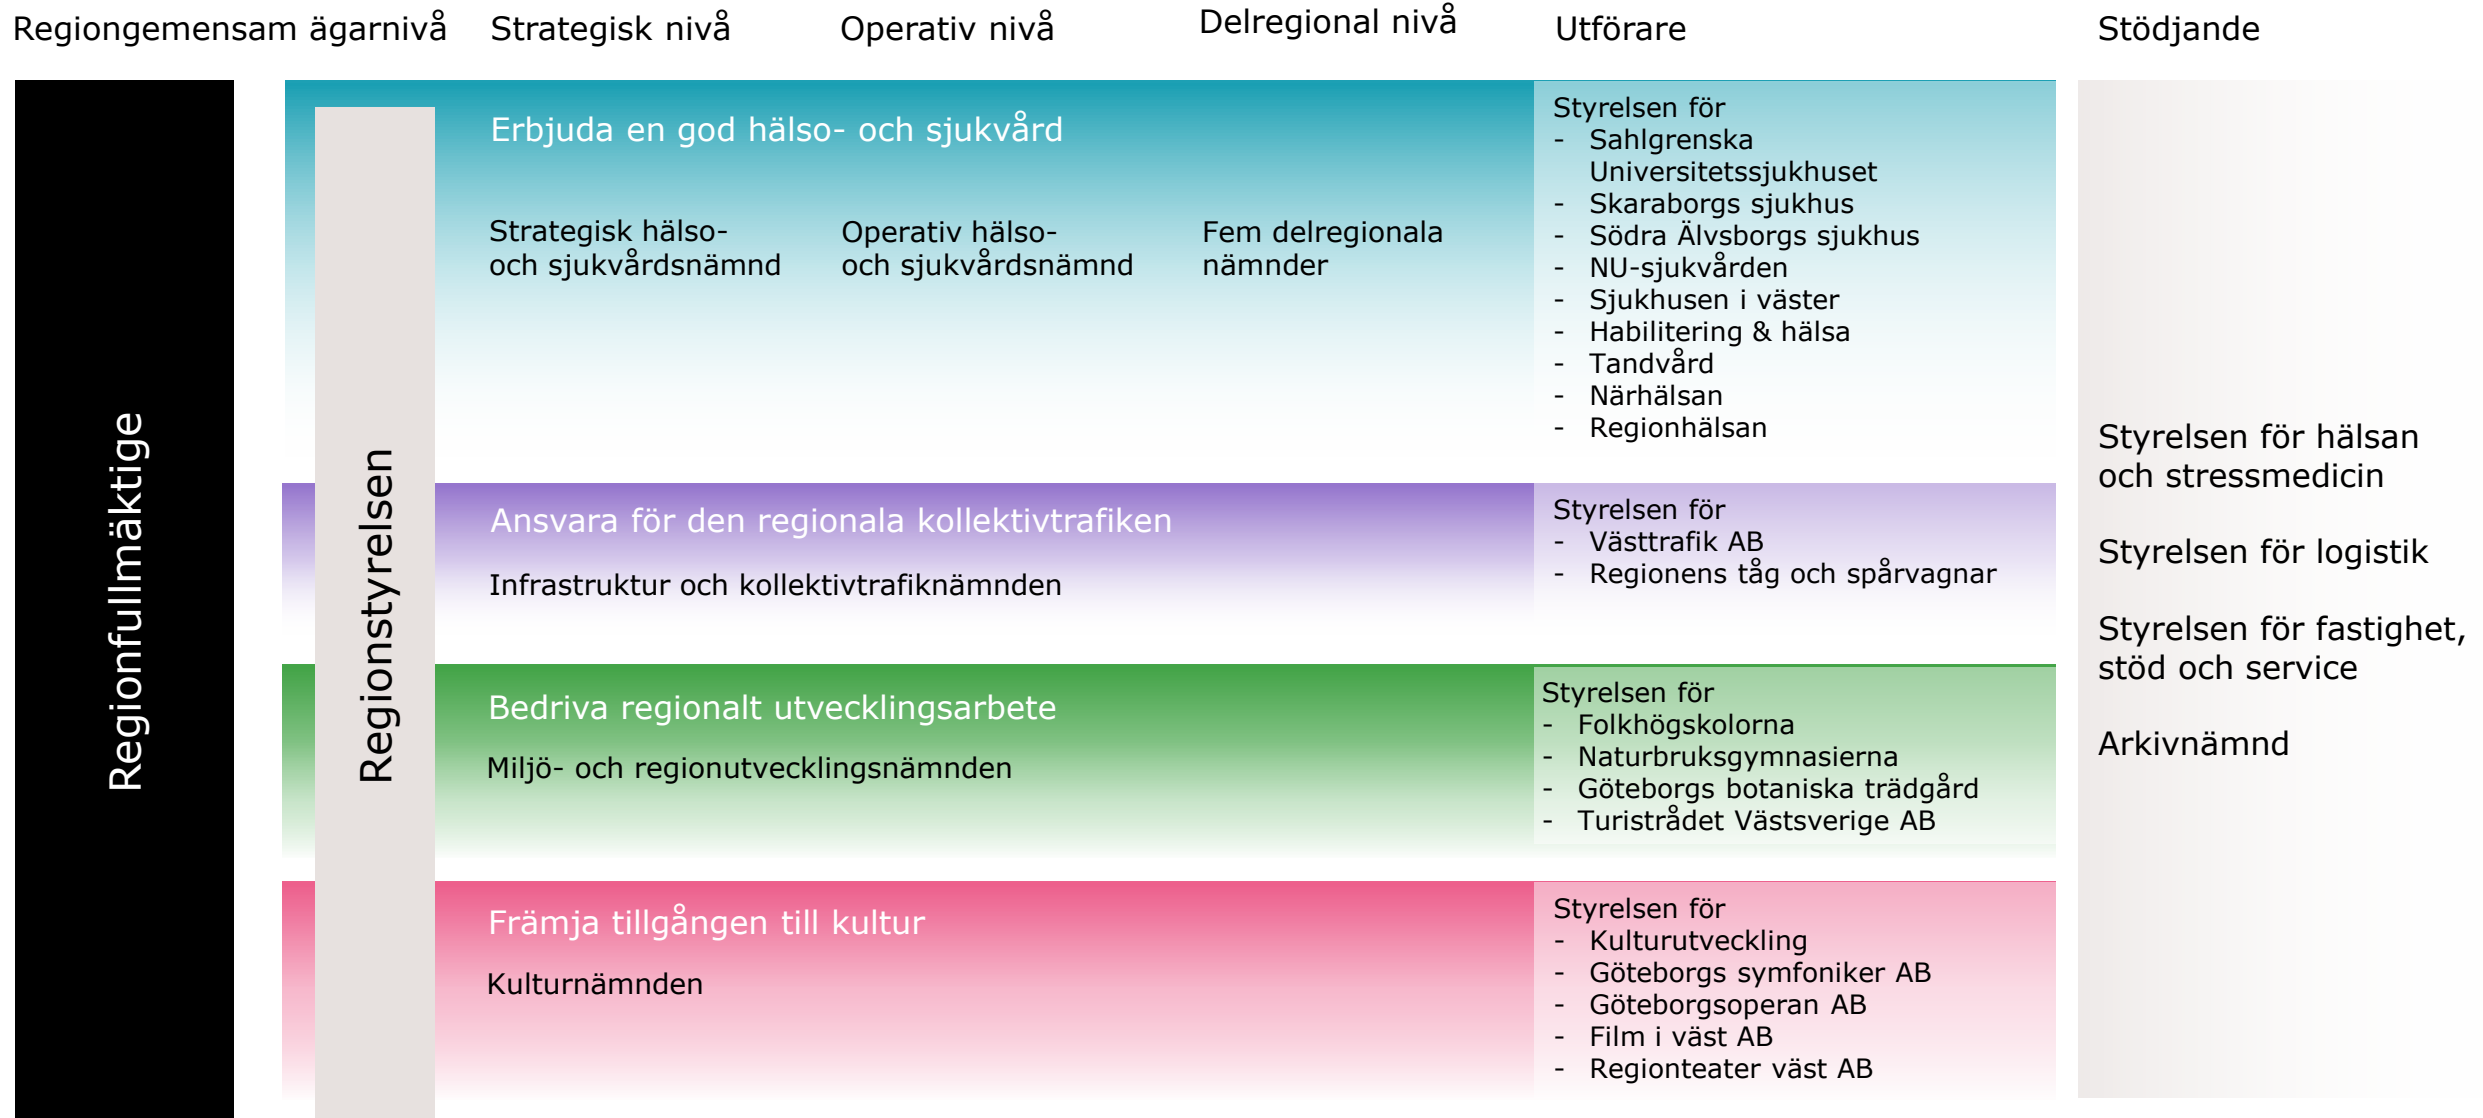 Regiongemensam ägarnivå
Strategisk nivå
Operativ nivå
Delregional nivå
Utförare
Stödjande
Regionfullmäktige
Regionstyrelsen
Erbjuda en god hälso- och sjukvård
Strategisk hälso-
och sjukvårdsnämnd
Operativ hälso-
och sjukvårdsnämnd
Fem delregionala
nämnder
Styrelsen för
- Sahlgrenska
Universitetssjukhuset
- Skaraborgs sjukhus
- Södra Älvsborgs sjukhus
- NU-sjukvården
- Sjukhusen i väster
- Habilitering & hälsa
- Tandvård
- Närhälsan
- Regionhälsan
Ansvara för den regionala kollektivtrafiken
Infrastruktur och kollektivtrafiknämnden
Styrelsen för
- Västtrafik AB
- Regionens tåg och spårvagnar
Bedriva regionalt utvecklingsarbete
Miljö- och regionutvecklingsnämnden
Styrelsen för
- Folkhögskolorna
- Naturbruksgymnasierna
- Göteborgs botaniska trädgård
- Turistrådet Västsverige AB
Främja tillgången till kultur
Kulturnämnden
Styrelsen för
- Kulturutveckling
- Göteborgs symfoniker AB
- Göteborgsoperan AB
- Film i väst AB
- Regionteater väst AB
Styrelsen för hälsan
och stressmedicin
Styrelsen för logistik
Styrelsen för fastighet,
stöd och service
Arkivnämnd